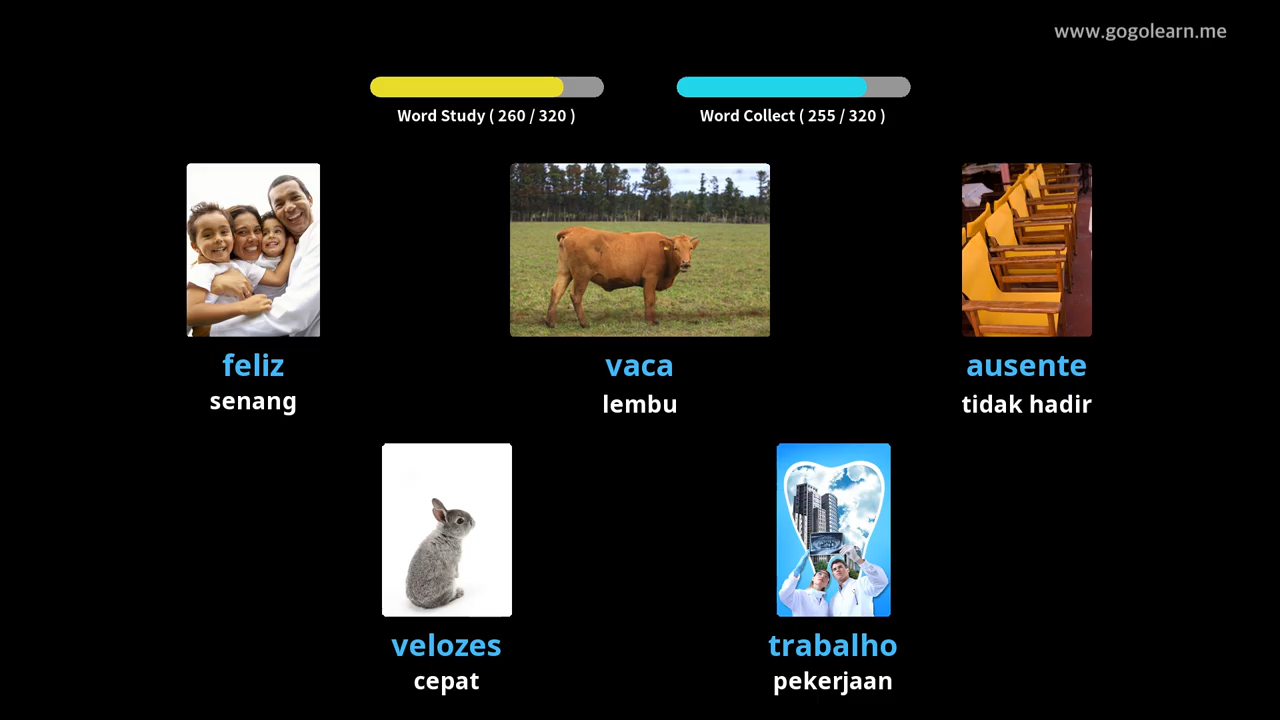 www.gogolearn.me
Word Study ( 260 / 320 )
Word Collect ( 255 / 320 )
feliz
senang
vaca
lembu
ausente
tidak hadir
velozes
cepat
trabalho
pekerjaan